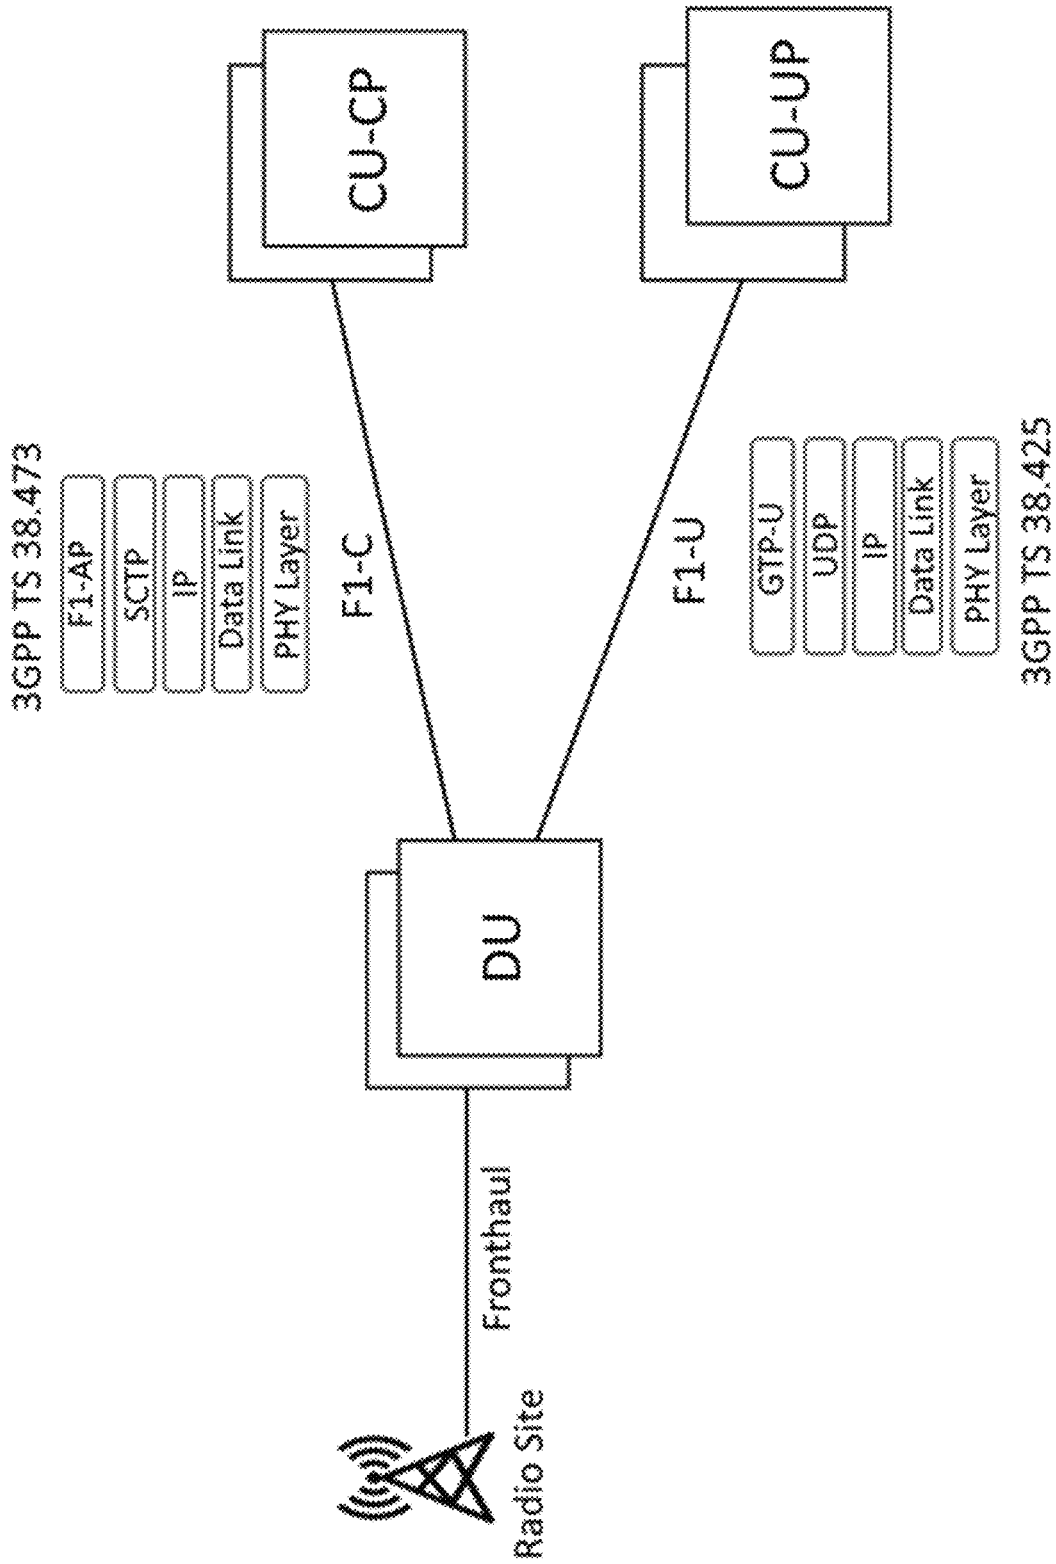 3GPP TS 38.473
F1-AP
SCTP
IP
Data Link
PHY Layer
F1-C
CU-CP
Radio Site
Fronthaul
DU
F1-U
CU-UP
GTP-U
UDP
IP
Data Link
PHY Layer
3GPP TS 38.425